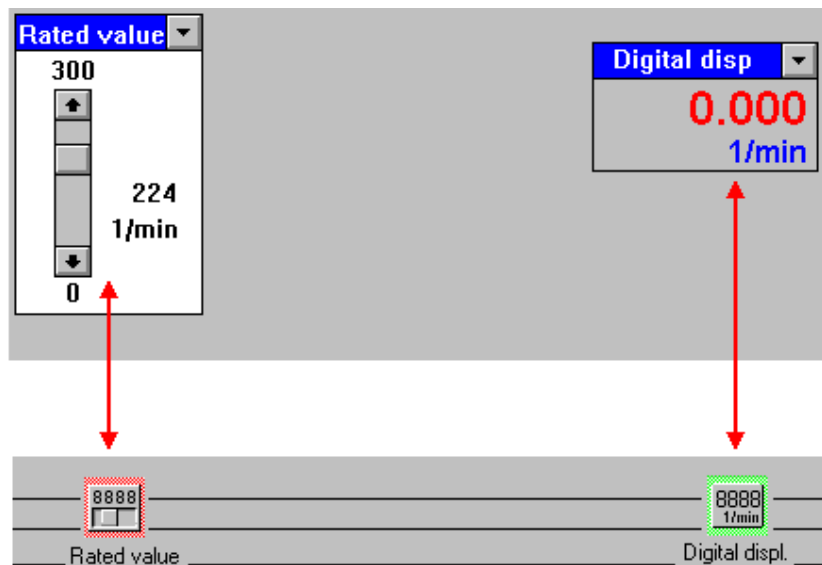 Rated value
300
224
1/min
0
Digital disp
0.000
1/min
8888
Rated value
8888
1/min
Digital displ.